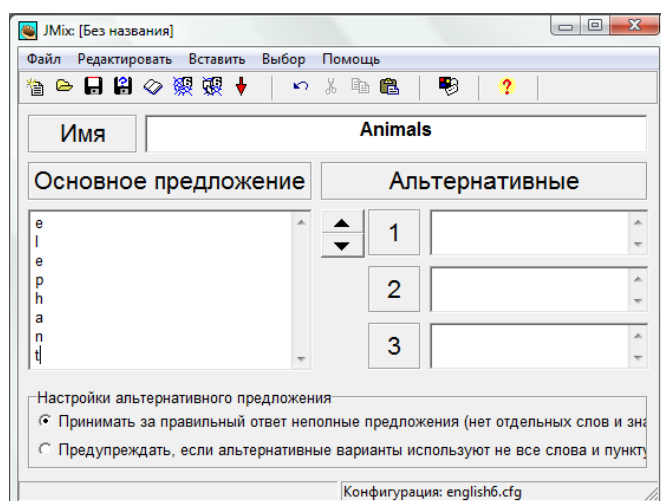 JMix: [Без названия]
Файл Редактировать Вставить Выбор Помощь
Имя
Animals
Основное предложение
Альтернативные
e
l
e
p
h
a
n
t
1
2
3
Настройки альтернативного предложения
Принимать за правильный ответ неполные предложения (нет отдельных слов и зна
Предупреждать, если альтернативные варианты используют не все слова и пункту
Конфигурация: english6.cfg